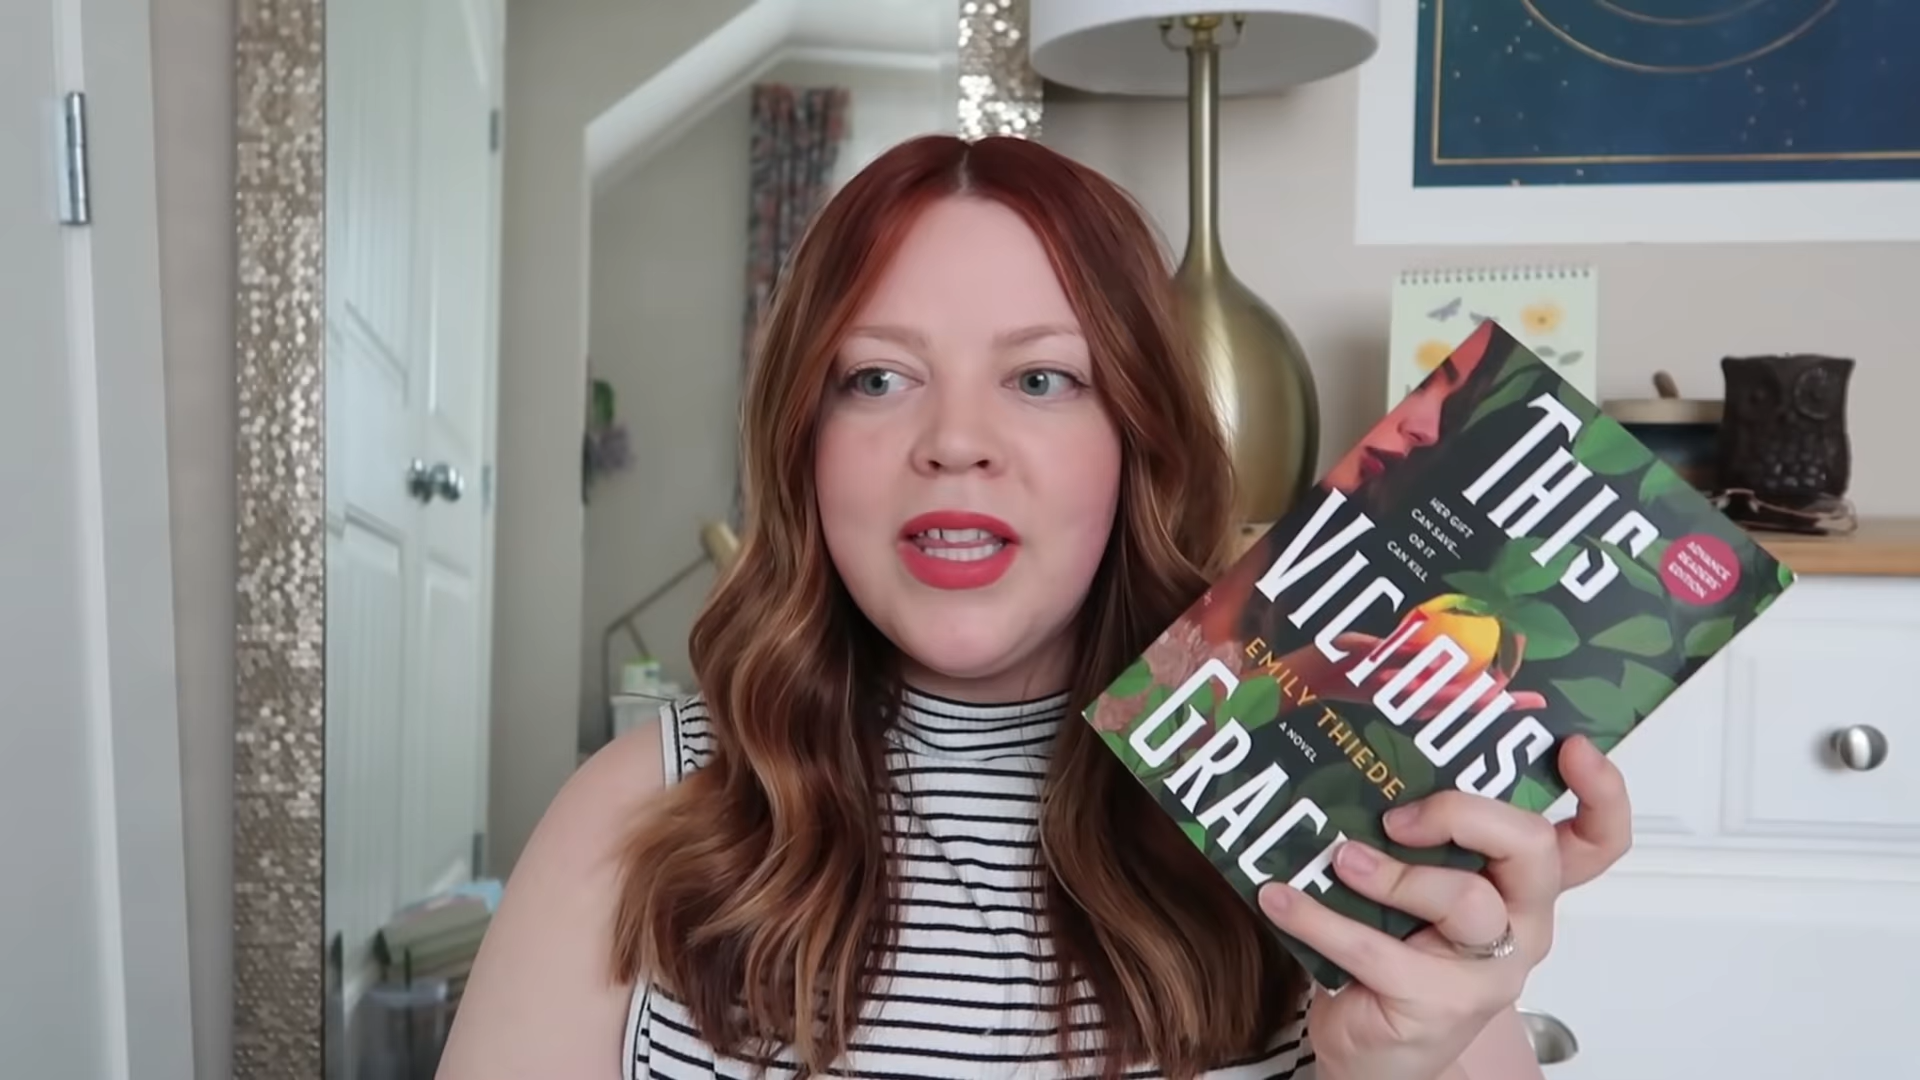 THIS
VICIOUS
GRACE
HER GIFT
CAN SAVE...
OR IT
CAN KILL
EMILY THIEDE
A NOVEL
ADVANCE
READERS'
EDITION